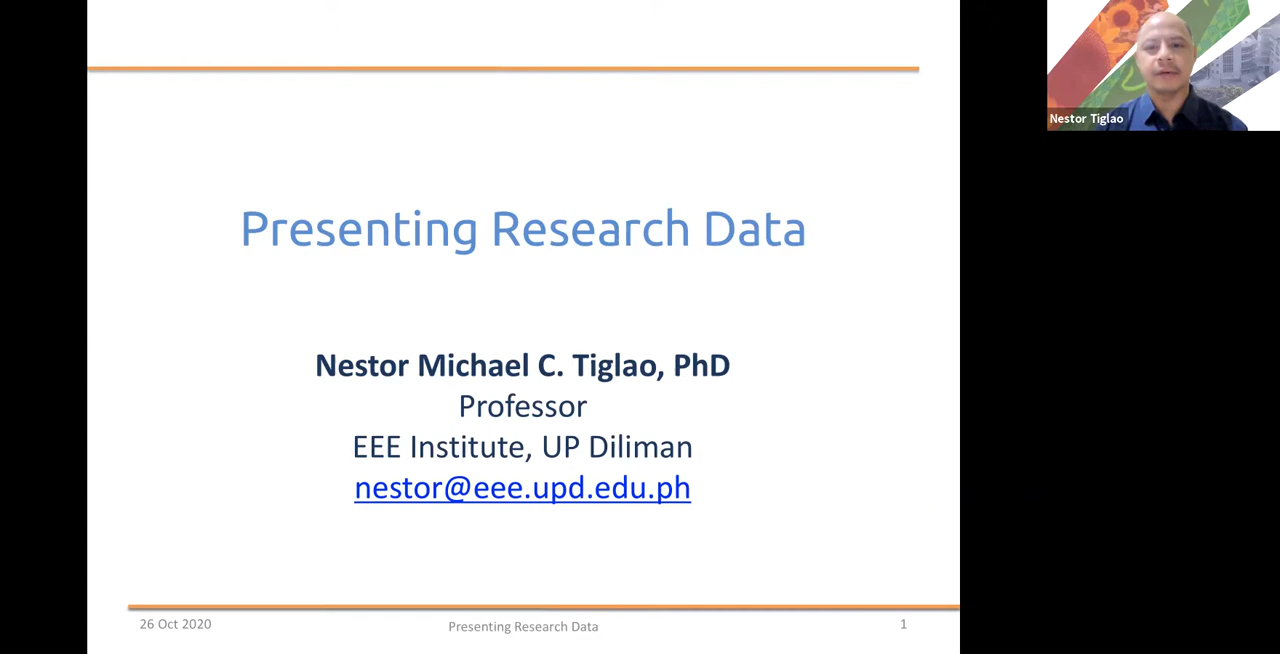 Presenting Research Data
Nestor Michael C. Tiglao, PhD
Professor
EEE Institute, UP Diliman
nestor@eee.upd.edu.ph
26 Oct 2020
Presenting Research Data
1
Nestor Tiglao